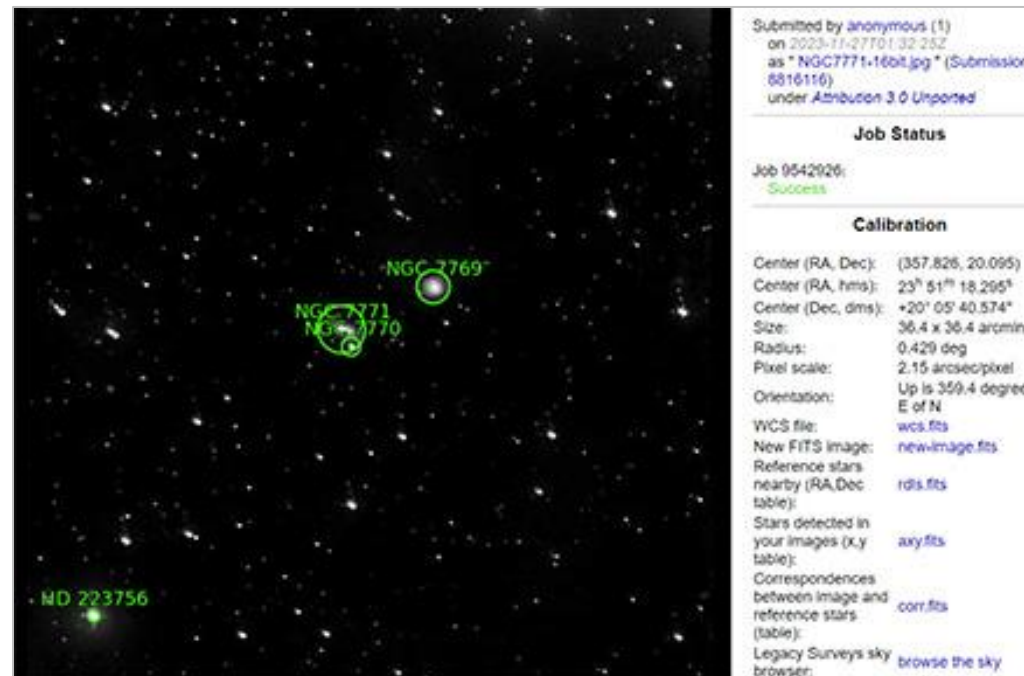 NGC 7769
NGC 7771
NGC 7770
HD 223756
Submitted by anonymous (1)
on 2023-11-27T01:32:25Z
as " NGC7771-16bit.jpg " (Submission
8816116)
under Attribution 3.0 Unported
Job Status
Job 9542926:
Success
Calibration
Center (RA, Dec): (357.826, 20.095)
Center (RA, hms): 23h 51m 18.295s
Center (Dec, dms): +20° 05' 40.574"
Size: 36.4 x 36.4 arcmin
Radius: 0.429 deg
Pixel scale: 2.15 arcsec/pixel
Orientation: Up is 359.4 degree
E of N
WCS file: wcs.fits
New FITS image: new-image.fits
Reference stars
nearby (RA,Dec rdls.fits
table):
Stars detected in
your images (x,y axy.fits
table):
Correspondences
between image and corr.fits
reference stars
(table):
Legacy Surveys sky browse the sky
browser: